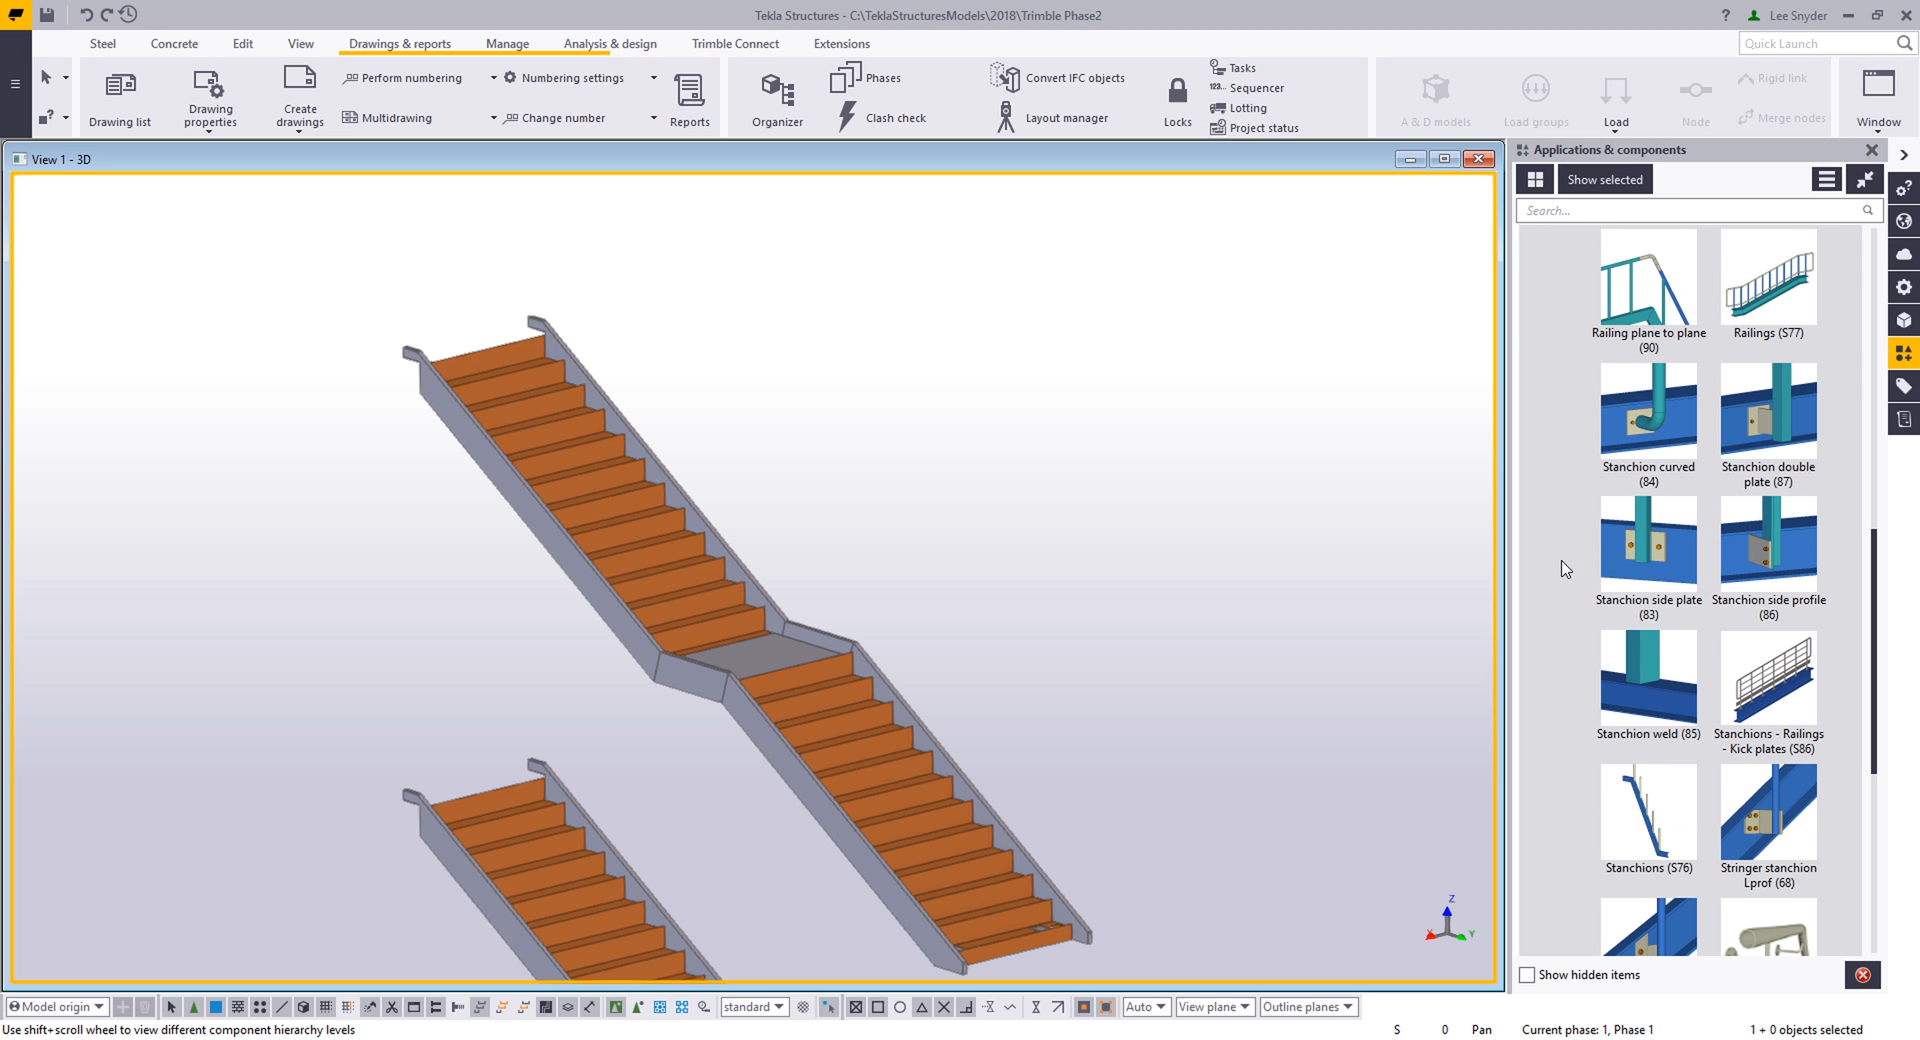 Tekla Structures - C:\TeklaStructuresModels\2018\Trimble Phase2
? Lee Snyder
Steel Concrete Edit View Drawings & reports Manage Analysis & design Trimble Connect Extensions
Quick Launch
Drawing list
Drawing properties
Create drawings
Perform numbering
Numbering settings
Multidrawing
Change number
Reports
Organizer
Phases
Clash check
Convert IFC objects
Layout manager
Locks
Tasks
Sequencer
Lotting
Project status
A & D models
Load groups
Load
Node
Rigid link
Merge nodes
Window
View 1 - 3D
Applications & components
Show selected
Search...
Railing plane to plane (90)
Railings (S77)
Stanchion curved (84)
Stanchion double plate (87)
Stanchion side plate (83)
Stanchion side profile (86)
Stanchion weld (85)
Stanchions - Railings - Kick plates (S86)
Stanchions (S76)
Stringer stanchion Lprof (68)
Z
Y
Show hidden items
Model origin
standard
Auto
View plane
Outline planes
Use shift+scroll wheel to view different component hierarchy levels
S 0 Pan Current phase: 1, Phase 1 1 + 0 objects selected